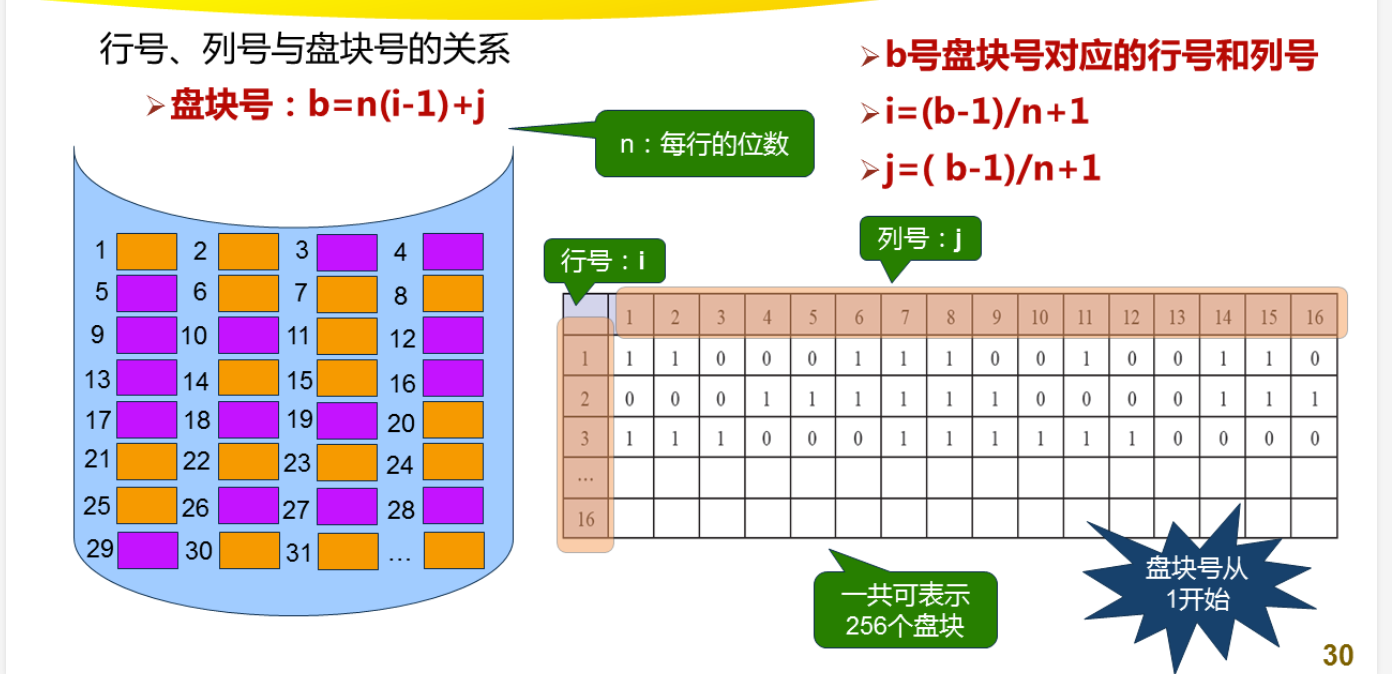 行号、列号与盘块号的关系
➢盘块号：b=n(i-1)+j
n：每行的位数
➢b号盘块号对应的行号和列号
➢i=(b-1)/n+1
➢j=( b-1)/n+1
1 2 3 4
5 6 7 8
9 10 11 12
13 14 15 16
17 18 19 20
21 22 23 24
25 26 27 28
29 30 31 …
行号：i
列号：j
1 2 3 4 5 6 7 8 9 10 11 12 13 14 15 16
1 1 1 0 0 0 1 1 1 0 0 1 0 0 1 1 0
2 0 0 0 1 1 1 1 1 1 0 0 0 0 1 1 1
3 1 1 1 0 0 0 1 1 1 1 1 1 0 0 0 0
…
16
一共可表示
256个盘块
盘块号从
1开始
30